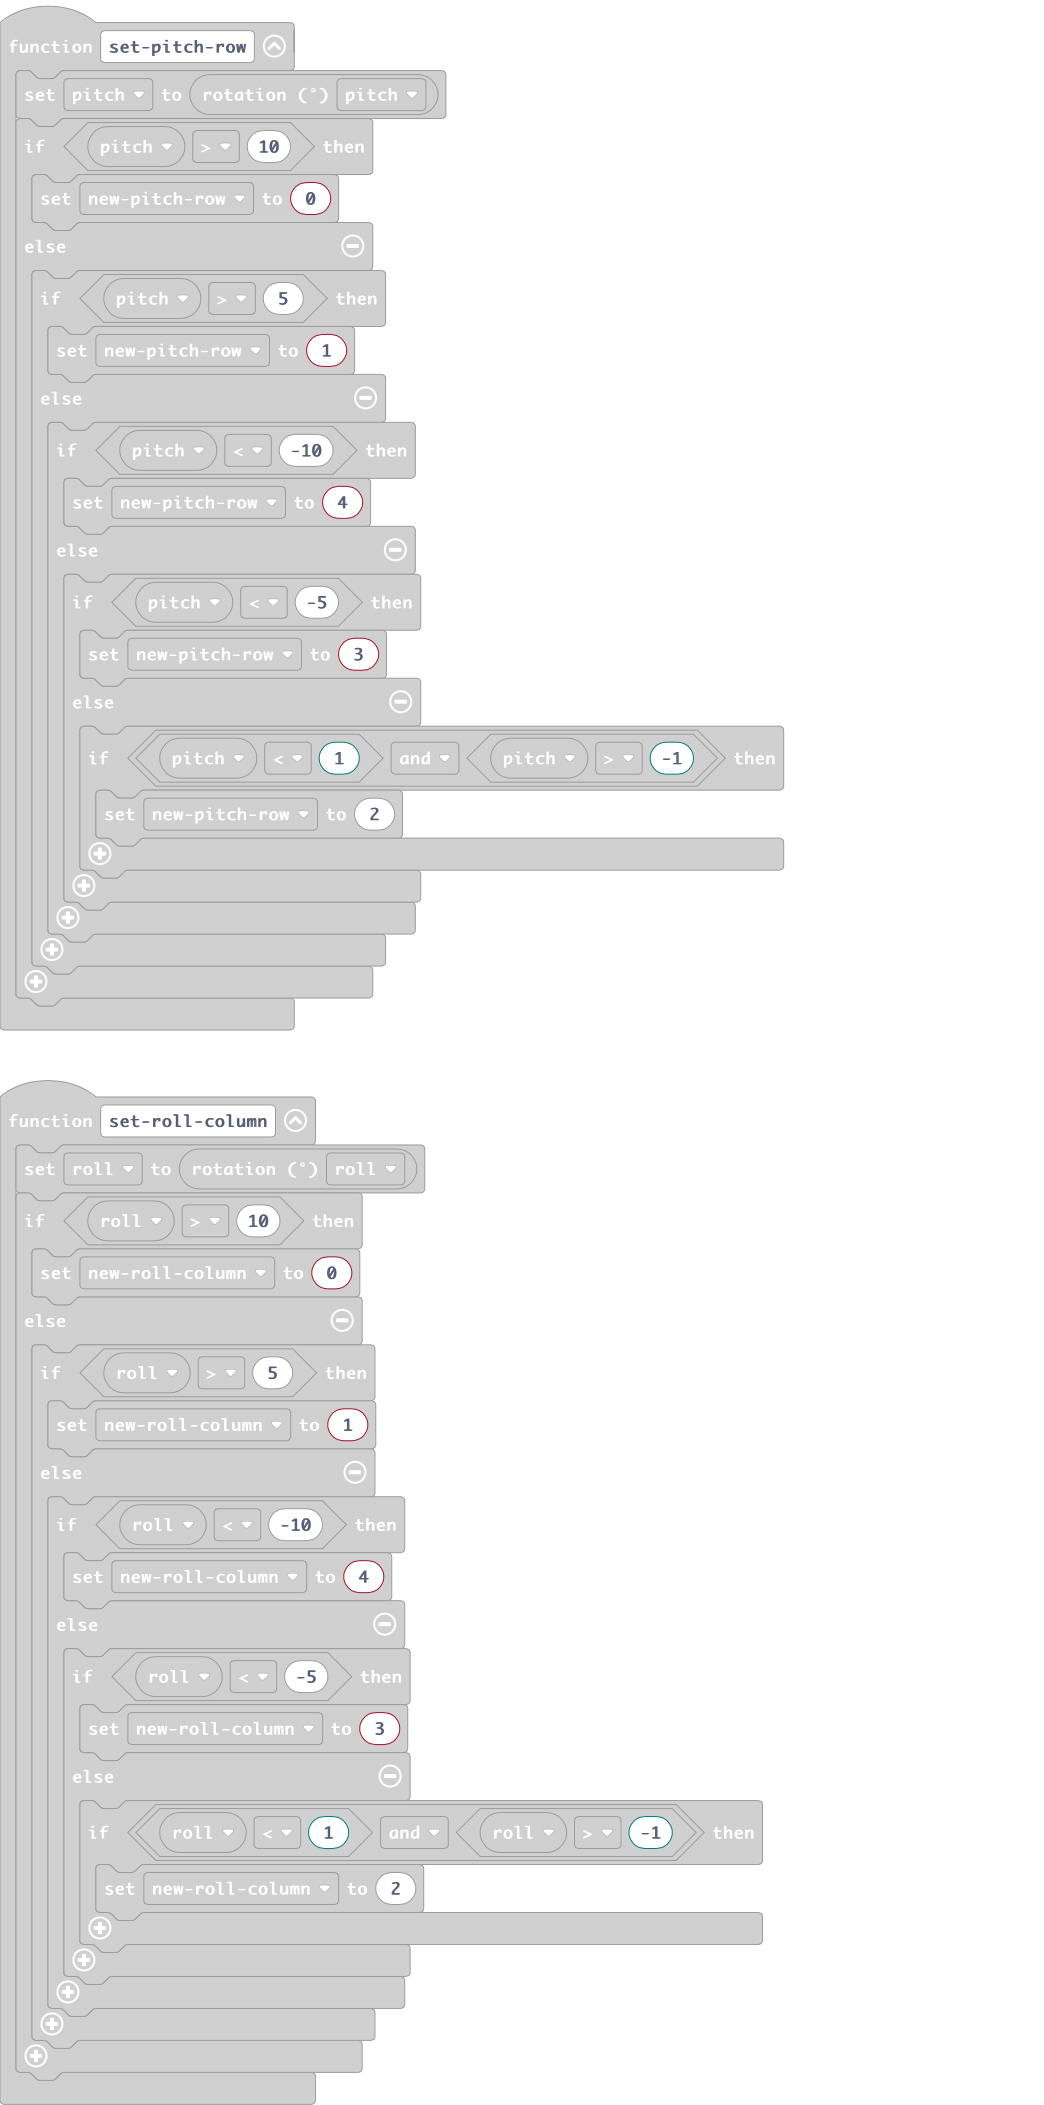 function set-pitch-row
set pitch to rotation (°) pitch
if pitch > 10 then
set new-pitch-row to 0
else
if pitch > 5 then
set new-pitch-row to 1
else
if pitch < -10 then
set new-pitch-row to 4
else
if pitch < -5 then
set new-pitch-row to 3
else
if pitch < 1 and pitch > -1 then
set new-pitch-row to 2
function set-roll-column
set roll to rotation (°) roll
if roll > 10 then
set new-roll-column to 0
else
if roll > 5 then
set new-roll-column to 1
else
if roll < -10 then
set new-roll-column to 4
else
if roll < -5 then
set new-roll-column to 3
else
if roll < 1 and roll > -1 then
set new-roll-column to 2